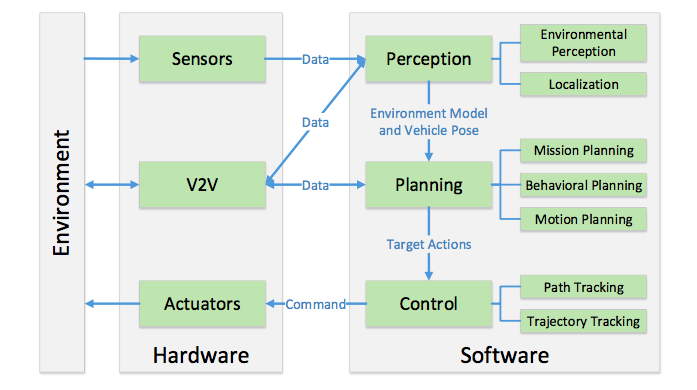 Environment
Sensors
V2V
Actuators
Hardware
Data
Data
Data
Command
Perception
Environment Model
and Vehicle Pose
Planning
Target Actions
Control
Environmental
Perception
Localization
Mission Planning
Behavioral Planning
Motion Planning
Path Tracking
Trajectory Tracking
Software